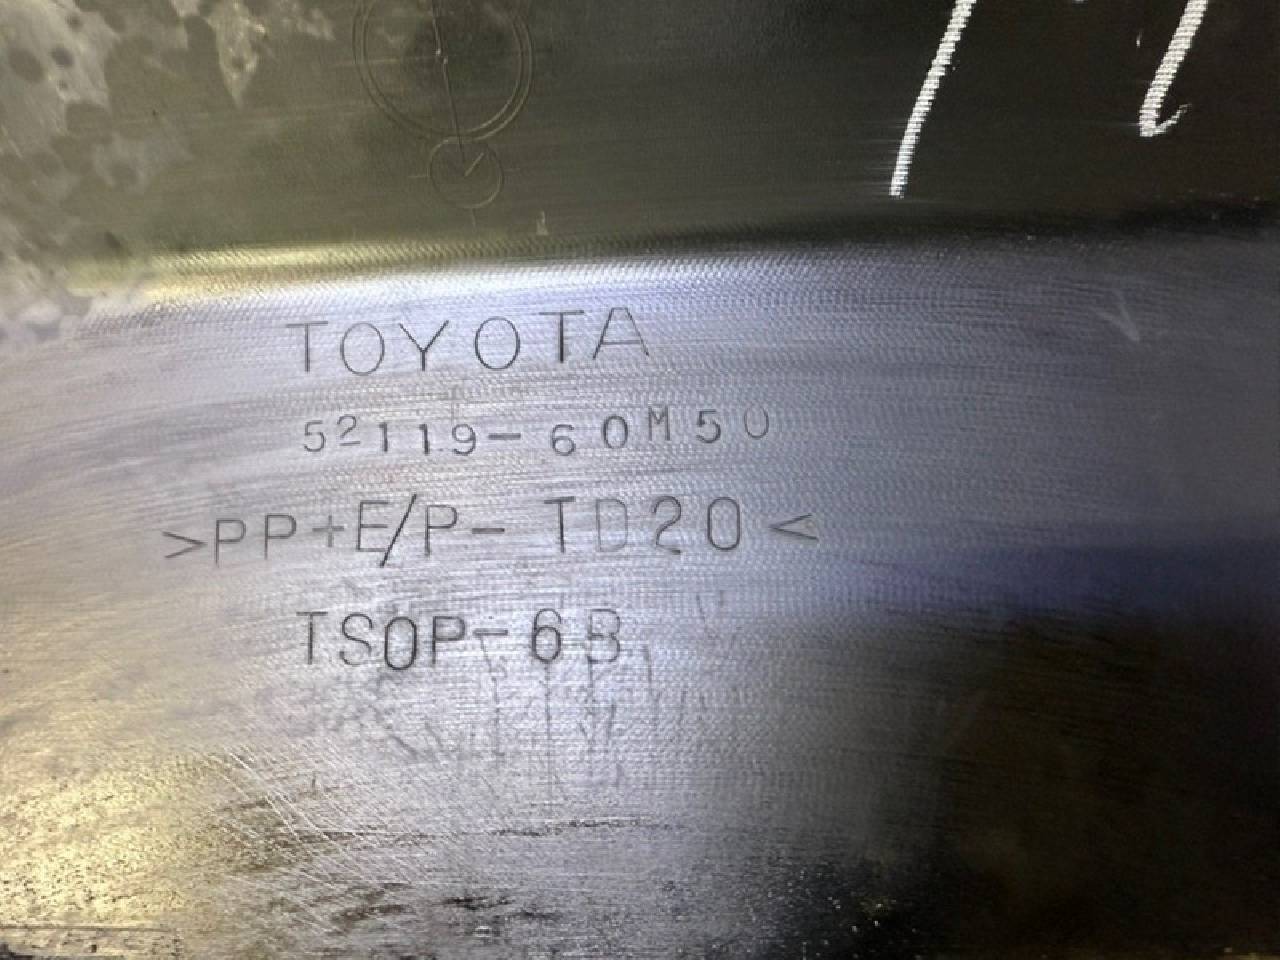 TOYOTA
52119-60M50
>PP+E/P-TD20<
TSOP-6B